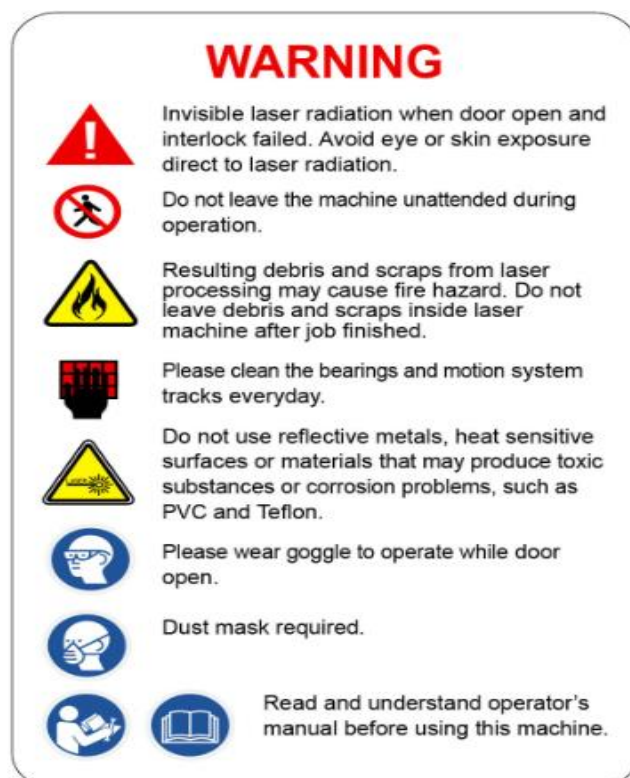 WARNING
Invisible laser radiation when door open and
interlock failed. Avoid eye or skin exposure
direct to laser radiation.
Do not leave the machine unattended during
operation.
Resulting debris and scraps from laser
processing may cause fire hazard. Do not
leave debris and scraps inside laser
machine after job finished.
Please clean the bearings and motion system
tracks everyday.
Do not use reflective metals, heat sensitive
surfaces or materials that may produce toxic
substances or corrosion problems, such as
PVC and Teflon.
Please wear goggle to operate while door
open.
Dust mask required.
Read and understand operator's
manual before using this machine.